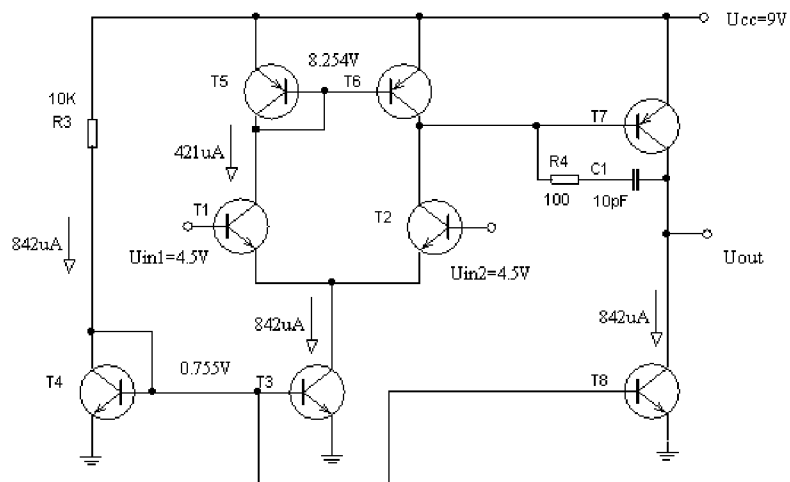 Ucc=9V
T5
8.254V
T6
10K
R3
T7
421uA
R4
C1
100
10pF
T1
T2
842uA
Uin1=4.5V
Uin2=4.5V
Uout
842uA
842uA
T4
0.755V
T3
T8